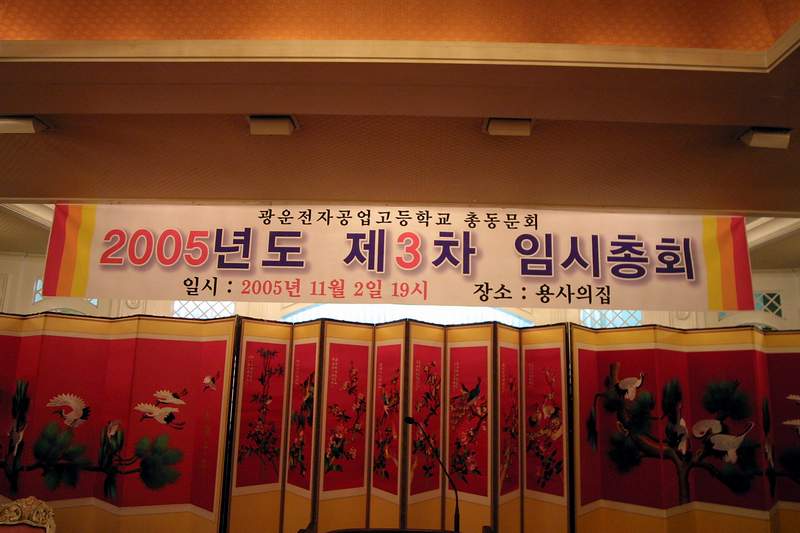 광운전자공업고등학교 총동문회
2005년도 제3차 임시총회
일시 : 2005년 11월 2일 19시 장소 : 용사의집